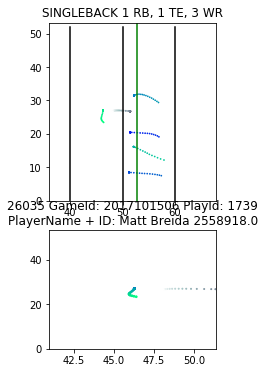 SINGLEBACK 1 RB, 1 TE, 3 WR
50
40
30
20
10
0
40 50 60
26035 GameId: 2017101506 PlayId: 1739
PlayerName + ID: Matt Breida 2558918.0
40
20
0
42.5 45.0 47.5 50.0